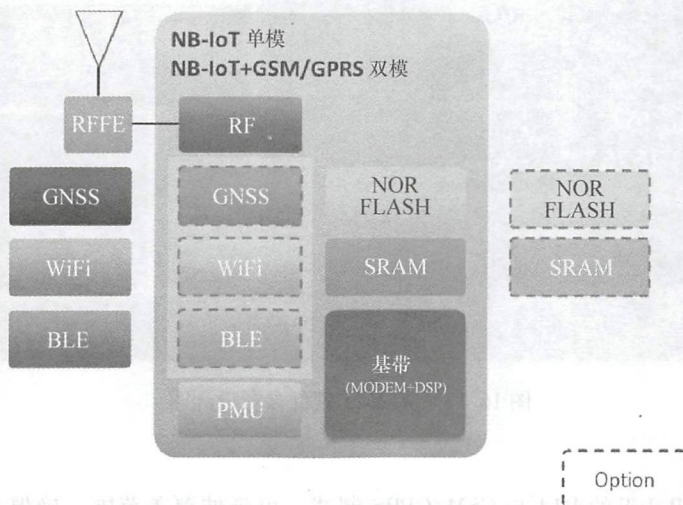 NB-IoT 单模
NB-IoT+GSM/GPRS 双模
RFFE
RF
GNSS
GNSS
NOR
FLASH
NOR
FLASH
WiFi
WiFi
SRAM
SRAM
BLE
BLE
基带
(MODEM+DSP)
PMU
Option